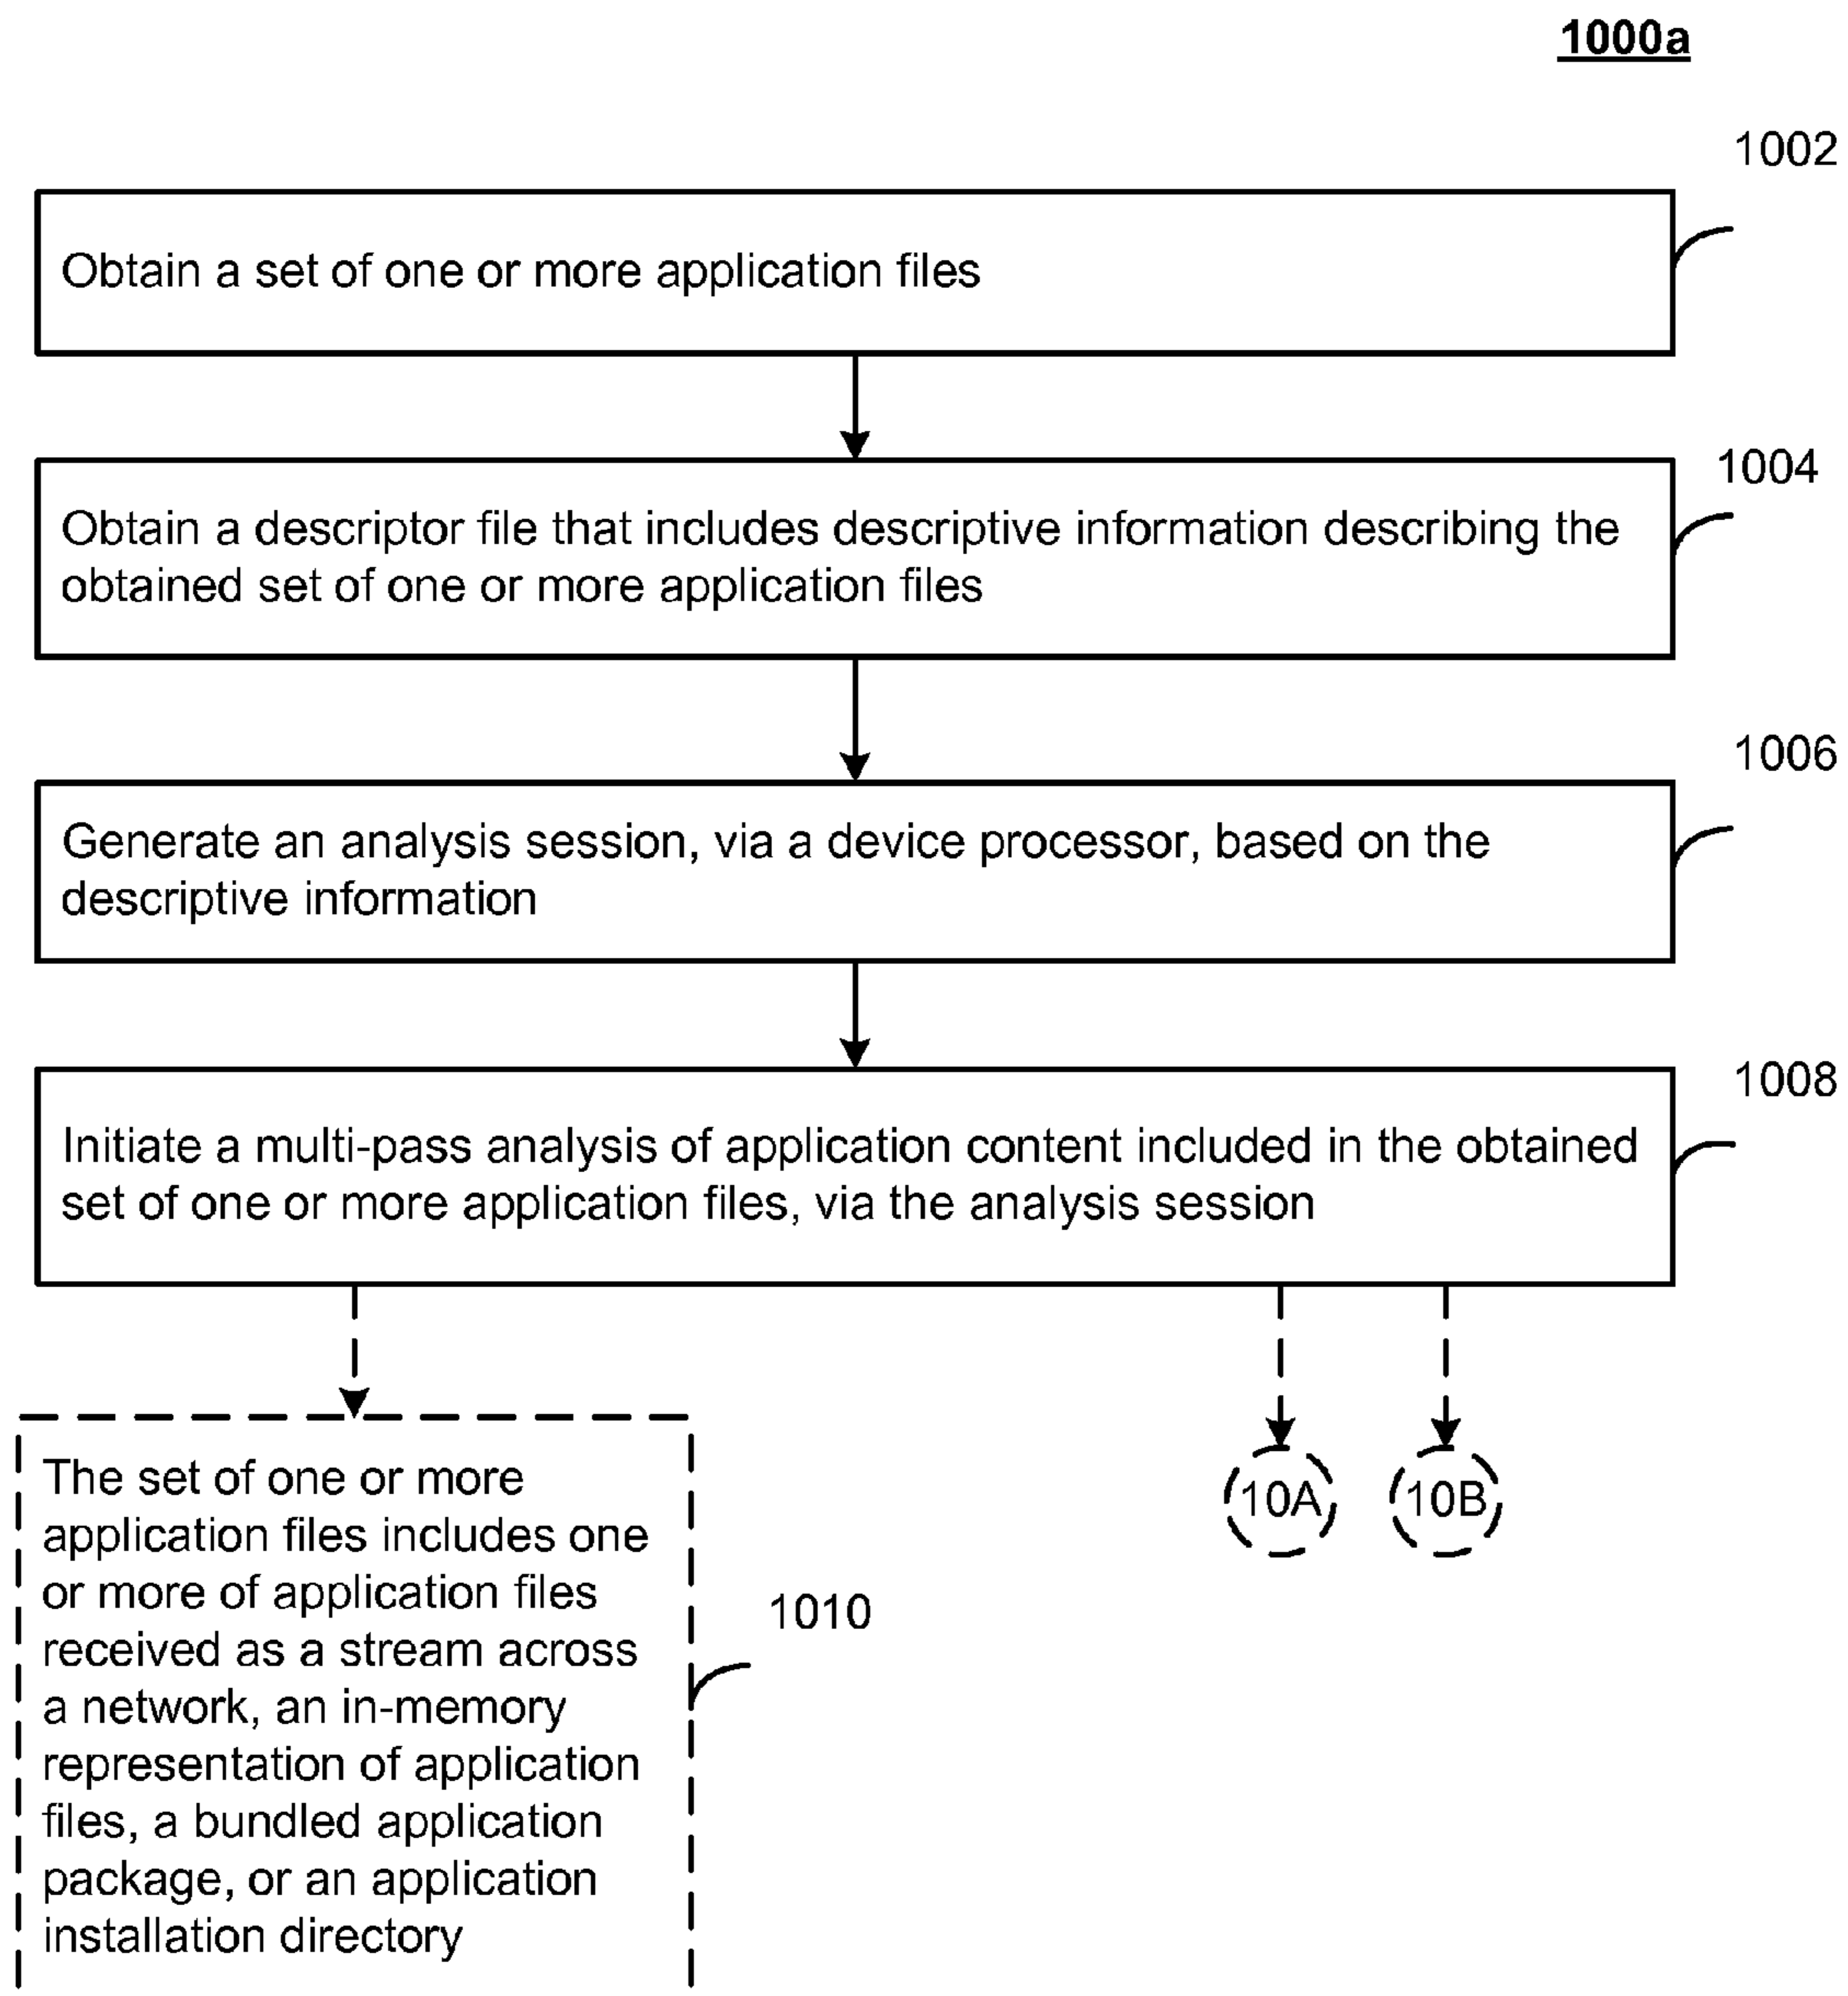 1000a
1002
Obtain a set of one or more application files
1004
Obtain a descriptor file that includes descriptive information describing the
obtained set of one or more application files
1006
Generate an analysis session, via a device processor, based on the
descriptive information
1008
Initiate a multi-pass analysis of application content included in the obtained
set of one or more application files, via the analysis session
The set of one or more
application files includes one
or more of application files
received as a stream across
a network, an in-memory
representation of application
files, a bundled application
package, or an application
installation directory
1010
10A
10B